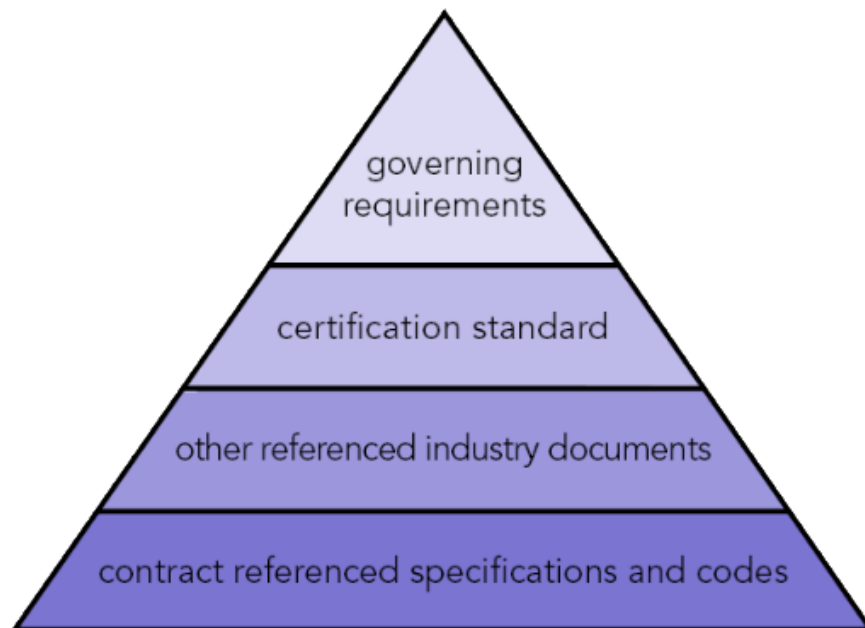 governing
requirements
certification standard
other referenced industry documents
contract referenced specifications and codes